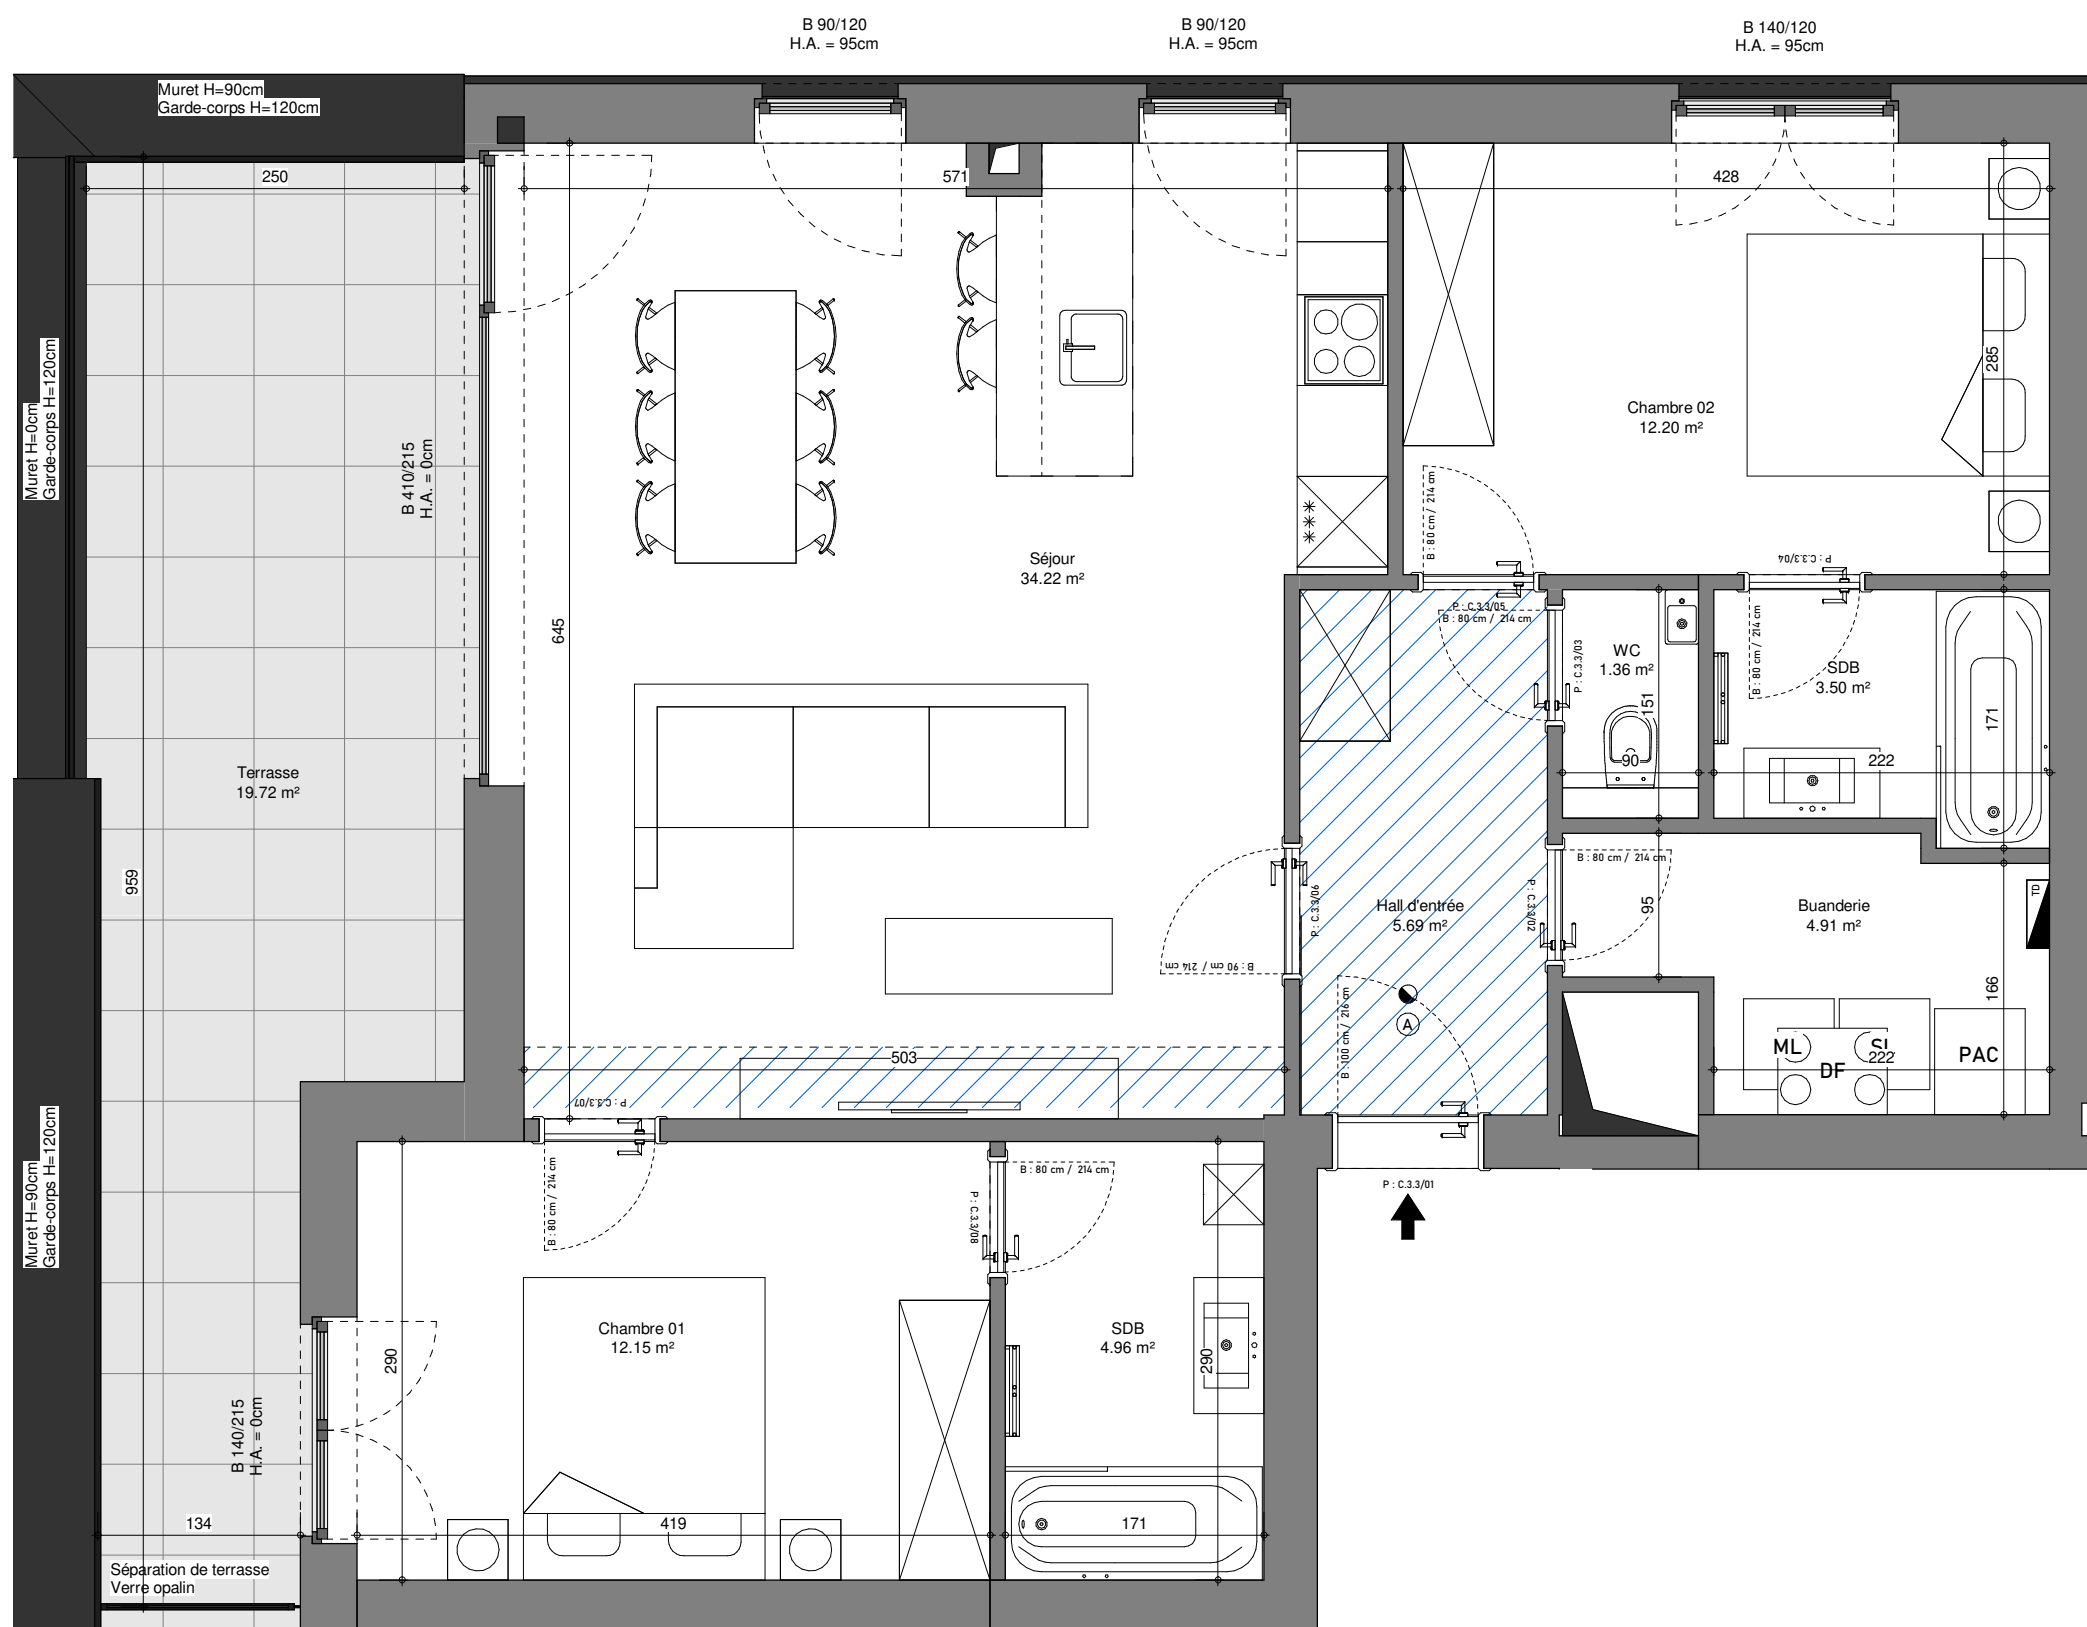 B 90/120
H.A. = 95cm
B 90/120
H.A. = 95cm
B 140/120
H.A. = 95cm
Muret H=90cm
Garde-corps H=120cm
250
571
428
Muret H=0cm
Garde-corps H=120cm
B 410/215
H.A. = 0cm
285
Chambre 02
12.20 m²
B : 80 cm / 214 cm
Séjour
34.22 m²
P : C.3.3/04
P : C.3.3/05
B : 80 cm / 214 cm
645
P : C.3.3/03
WC
1.36 m²
151
90
B : 80 cm / 214 cm
SDB
3.50 m²
171
222
Terrasse
19.72 m²
959
B : 90 cm / 214 cm
P : C.3.3/06
Hall d'entrée
5.69 m²
P : C.3.3/02
B : 80 cm / 214 cm
95
Buanderie
4.91 m²
TD
166
B : 100 cm / 216 cm
A
ML
SL
DF
222
PAC
503
P : C.3.3/07
Muret H=90cm
Garde-corps H=120cm
B : 80 cm / 214 cm
P : C.3.3/08
B : 80 cm / 214 cm
P : C.3.3/01
Chambre 01
12.15 m²
SDB
4.96 m²
290
290
B 140/215
H.A. = 0cm
134
419
171
Séparation de terrasse
Verre opalin